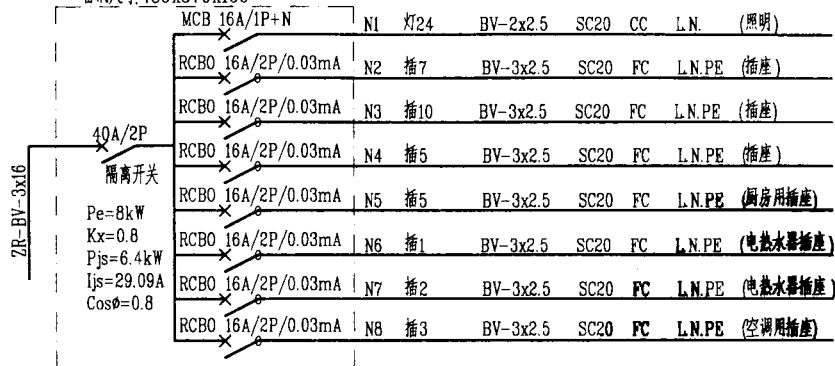 MCB 16A/1P+N N1 灯24 BV-2x2.5 SC20 CC L.N. (照明)
RCBO 16A/2P/0.03mA N2 插7 BV-3x2.5 SC20 FC L.N.PE (插座)
RCBO 16A/2P/0.03mA N3 插10 BV-3x2.5 SC20 FC L.N.PE (插座)
40A/2P
RCBO 16A/2P/0.03mA N4 插5 BV-3x2.5 SC20 FC L.N.PE (插座)
隔离开关
ZR-BV-3x16
RCBO 16A/2P/0.03mA N5 插5 BV-3x2.5 SC20 FC L.N.PE (厨房用插座)
Pe=8kW
Kx=0.8
Pjs=6.4kW
Ijs=29.09A
Cosø=0.8
RCBO 16A/2P/0.03mA N6 插1 BV-3x2.5 SC20 FC L.N.PE (电热水器插座)
RCBO 16A/2P/0.03mA N7 插2 BV-3x2.5 SC20 FC L.N.PE (电热水器插座)
RCBO 16A/2P/0.03mA N8 插3 BV-3x2.5 SC20 FC L.N.PE (空调用插座)